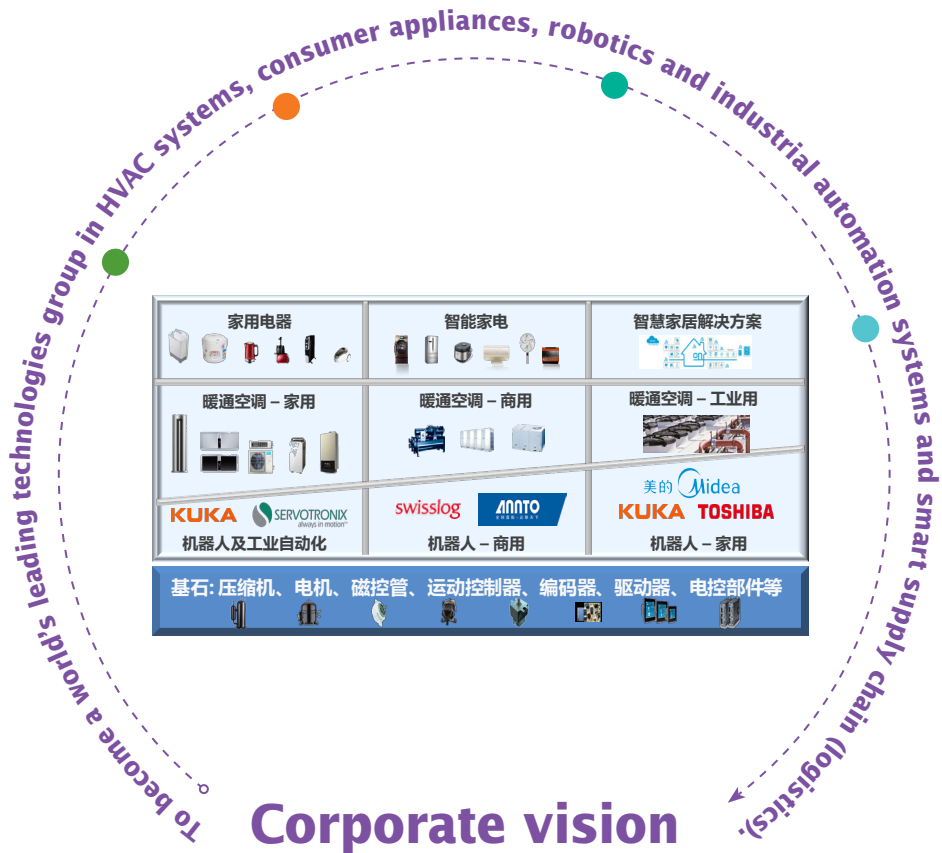 To become a world's leading technologies group in HVAC systems, consumer appliances, robotics and industrial automation systems and smart supply chain (logistics).
家用电器
智能家电
智慧家居解决方案
暖通空调 – 家用
暖通空调 – 商用
暖通空调 – 工业用
KUKA
SERVOTRONIX
always in motion
swisslog
ANNTO
美的 Midea
KUKA TOSHIBA
机器人及工业自动化
机器人 – 商用
机器人 – 家用
基石: 压缩机、电机、磁控管、运动控制器、编码器、驱动器、电控部件等
Corporate vision